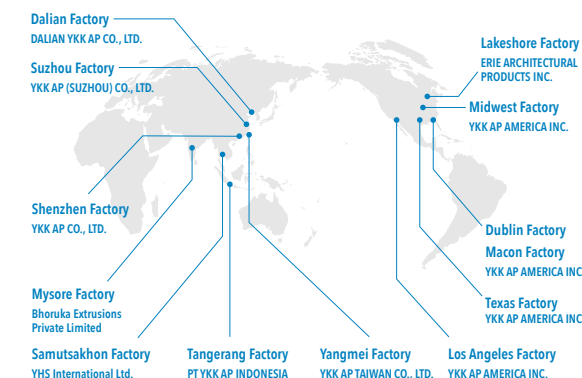 Dalian Factory
DALIAN YKK AP CO., LTD.
Suzhou Factory
YKK AP (SUZHOU) CO., LTD.
Lakeshore Factory
ERIE ARCHITECTURAL
PRODUCTS INC.
Midwest Factory
YKK AP AMERICA INC.
Shenzhen Factory
YKK AP CO., LTD.
Dublin Factory
Macon Factory
YKK AP AMERICA INC
Mysore Factory
Bhoruka Extrusions
Private Limited
Texas Factory
YKK AP AMERICA INC
Samutsakhon Factory
YHS International Ltd.
Tangerang Factory
PT YKK AP INDONESIA
Yangmei Factory
YKK AP TAIWAN CO., LTD.
Los Angeles Factory
YKK AP AMERICA INC.